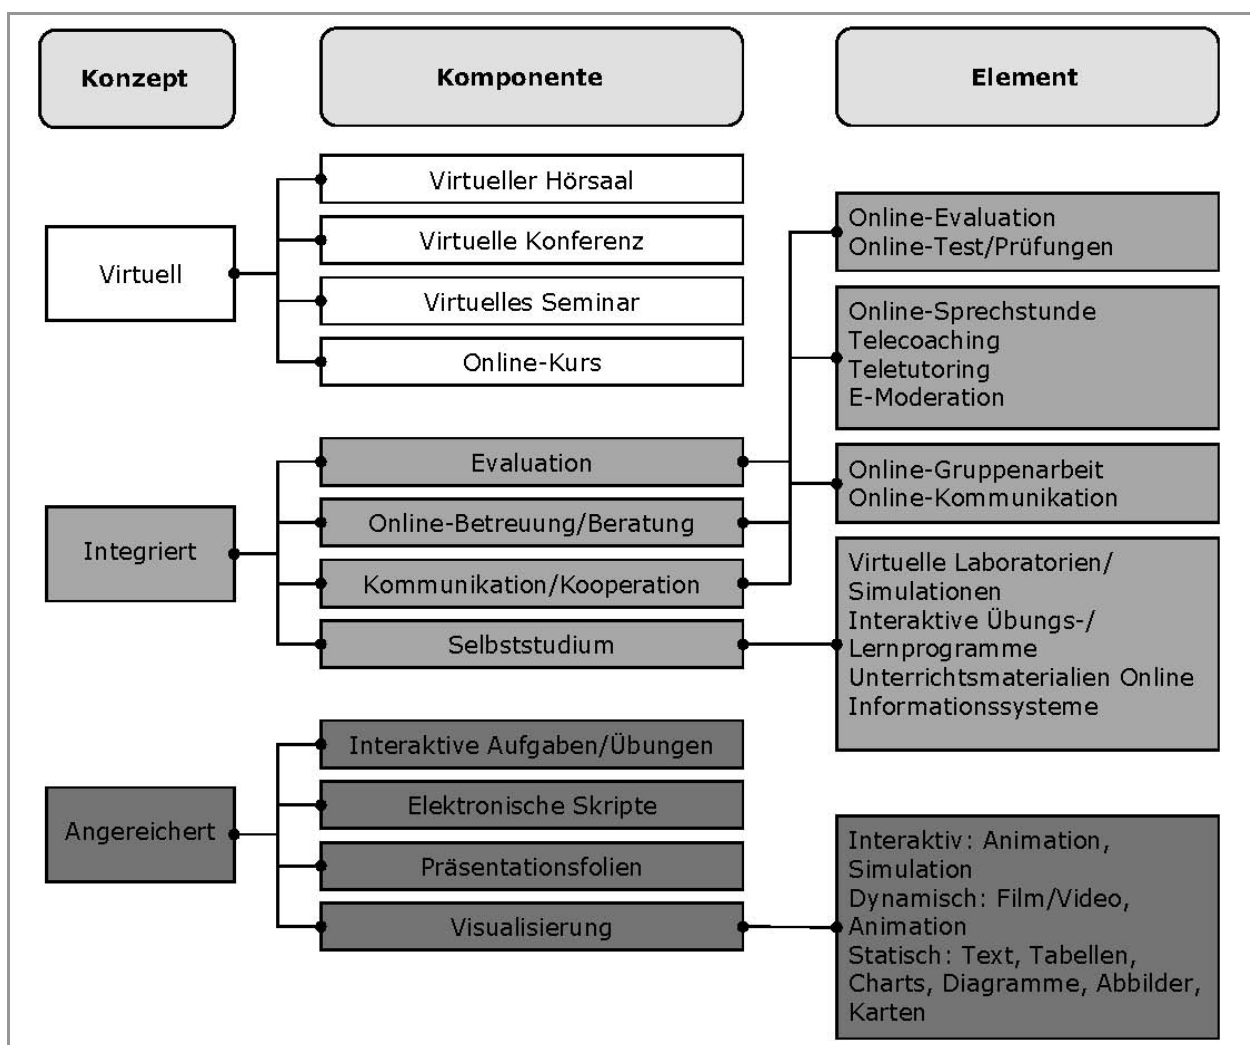 Konzept
Komponente
Element
Virtuell
Virtueller Hörsaal
Virtuelle Konferenz
Virtuelles Seminar
Online-Kurs
Integriert
Evaluation
Online-Betreuung/Beratung
Kommunikation/Kooperation
Selbststudium
Online-Evaluation
Online-Test/Prüfungen
Online-Sprechstunde
Telecoaching
Teletutoring
E-Moderation
Online-Gruppenarbeit
Online-Kommunikation
Virtuelle Laboratorien/
Simulationen
Interaktive Übungs-/
Lernprogramme
Unterrichtsmaterialien Online
Informationssysteme
Angereichert
Interaktive Aufgaben/Übungen
Elektronische Skripte
Präsentationsfolien
Visualisierung
Interaktiv: Animation,
Simulation
Dynamisch: Film/Video,
Animation
Statisch: Text, Tabellen,
Charts, Diagramme, Abbilder,
Karten